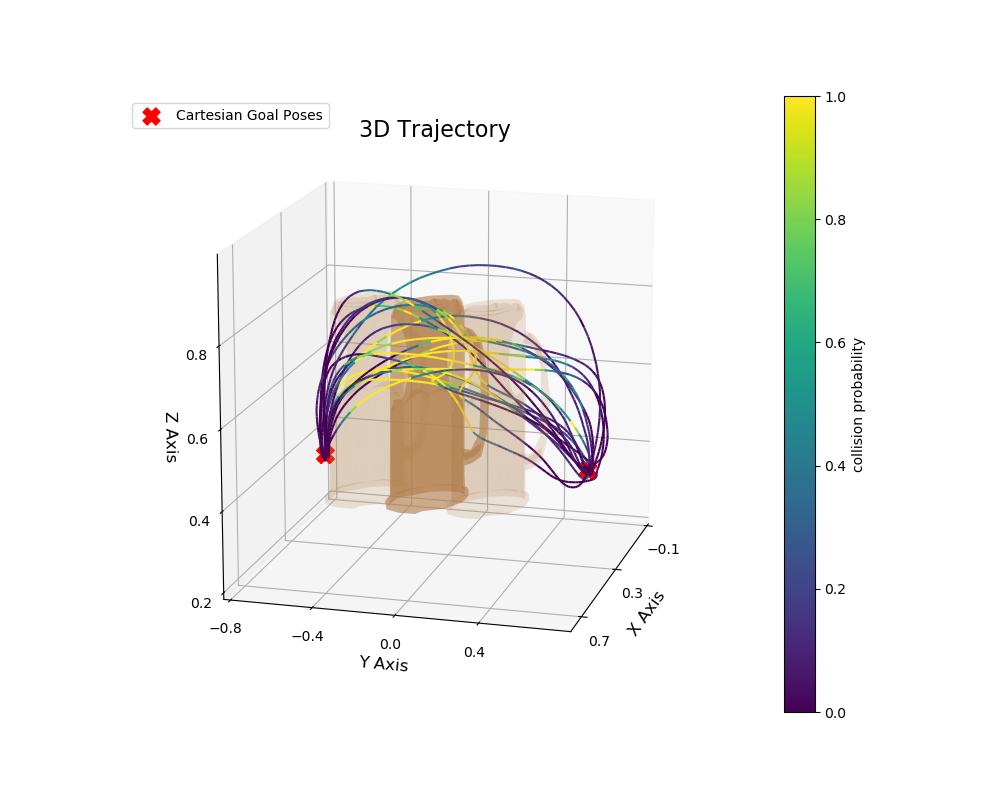 Cartesian Goal Poses
3D Trajectory
1.0
0.8
0.6
0.4
0.2
0.0
collision probability
0.8
0.6
0.4
0.2
Z Axis
−0.8
−0.4
0.0
0.4
Y Axis
−0.1
0.3
0.7
X Axis